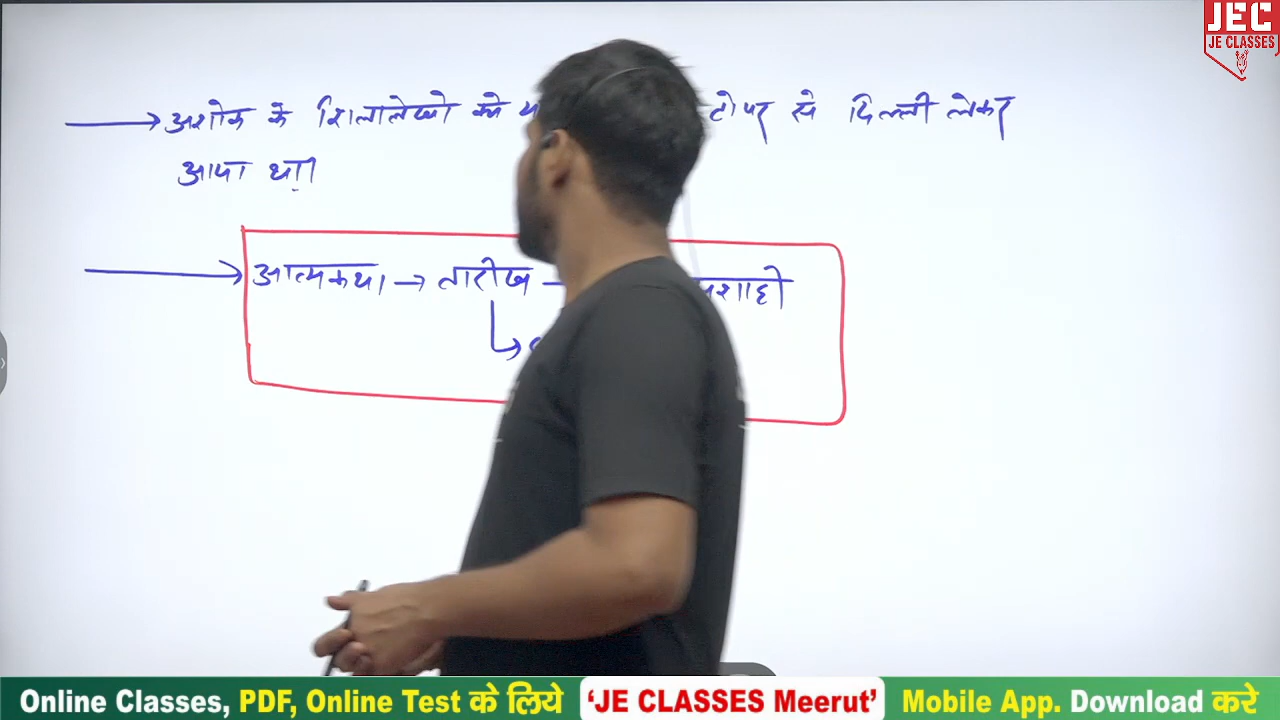 JEC
JE CLASSES
अशोक के शिलालेखो को टोपर से दिल्ली लेकर
आया था।
आत्मकथा → तारीख शाही
Online Classes, PDF, Online Test के लिये 'JE CLASSES Meerut' Mobile App. Download करे